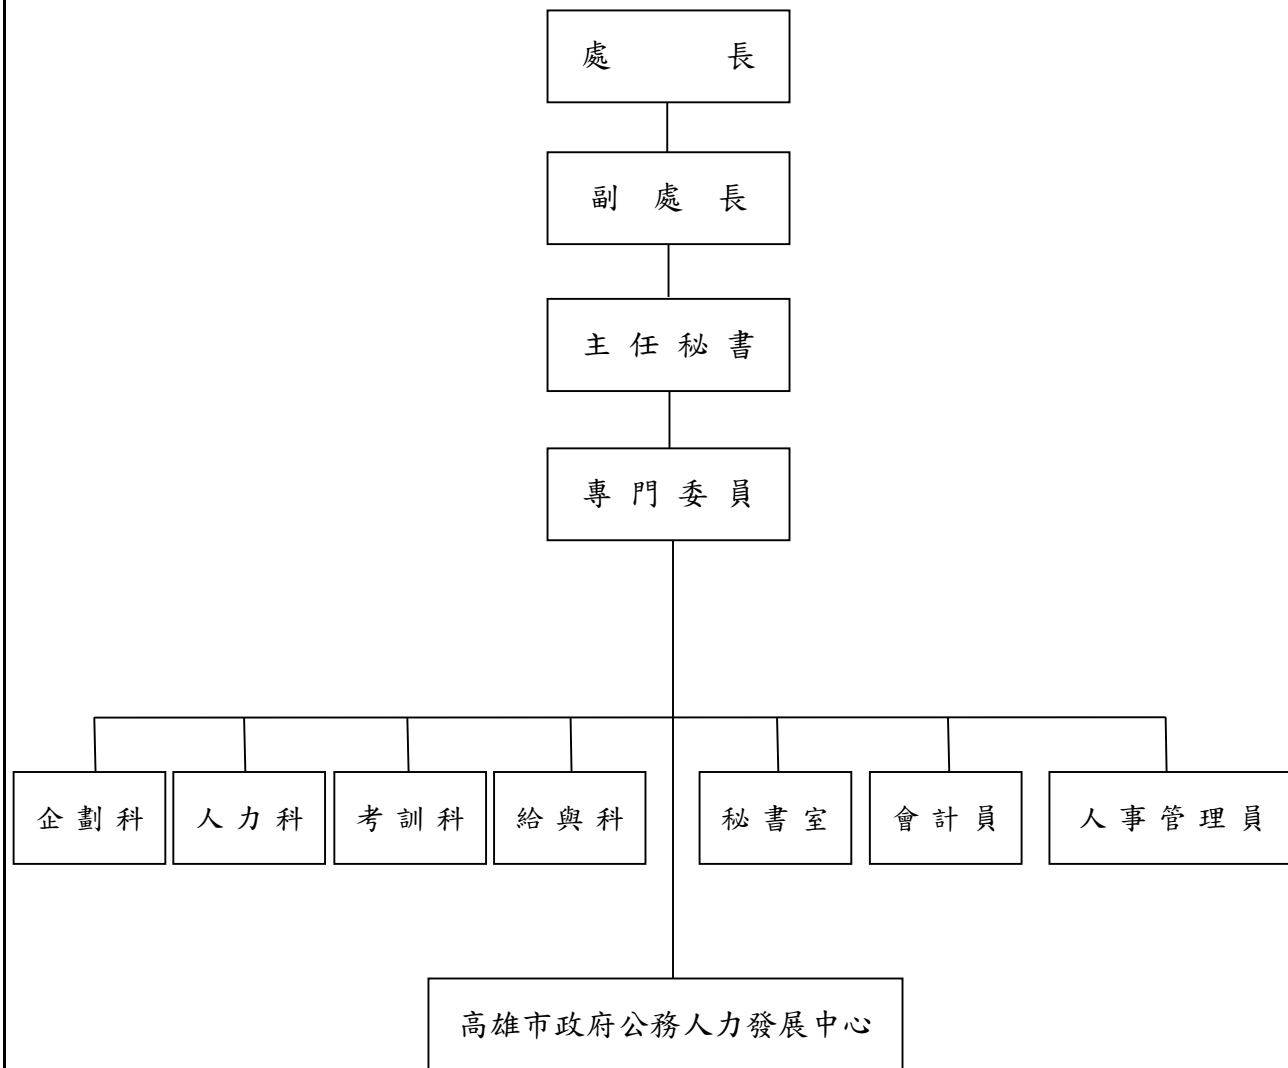 處長
副處長
主任秘書
專門委員
企劃科 人力科 考訓科 給與科 秘書室 會計員 人事管理員
高雄市政府公務人力發展中心